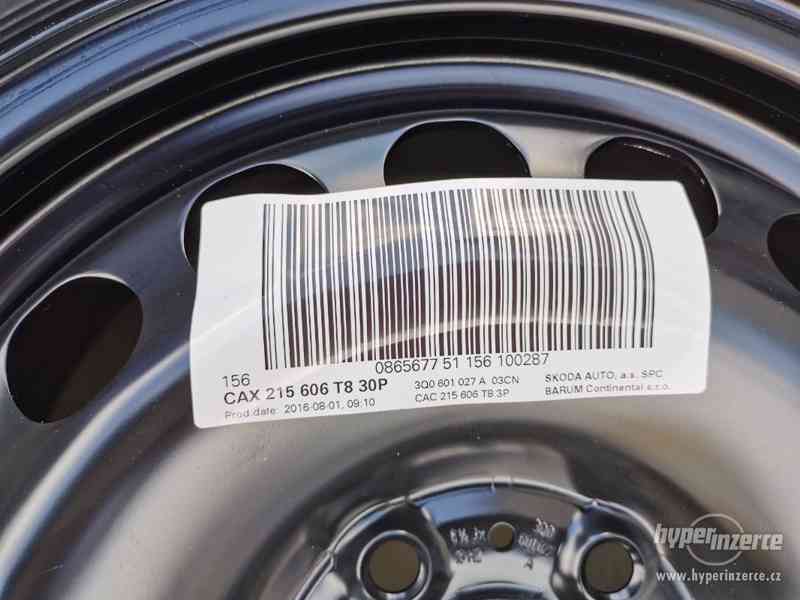 0865677 51 156 100287
156
CAX 215 606 T8 30P
3Q0 601 027 A 03CN
SKODA AUTO, a.s. SPC
Prod.date: 2016-08-01, 09:10
CAC 215 606 T8 3P
BARUM Continental s.r.o.
hyperinzerce
www.hyperinzerce.cz